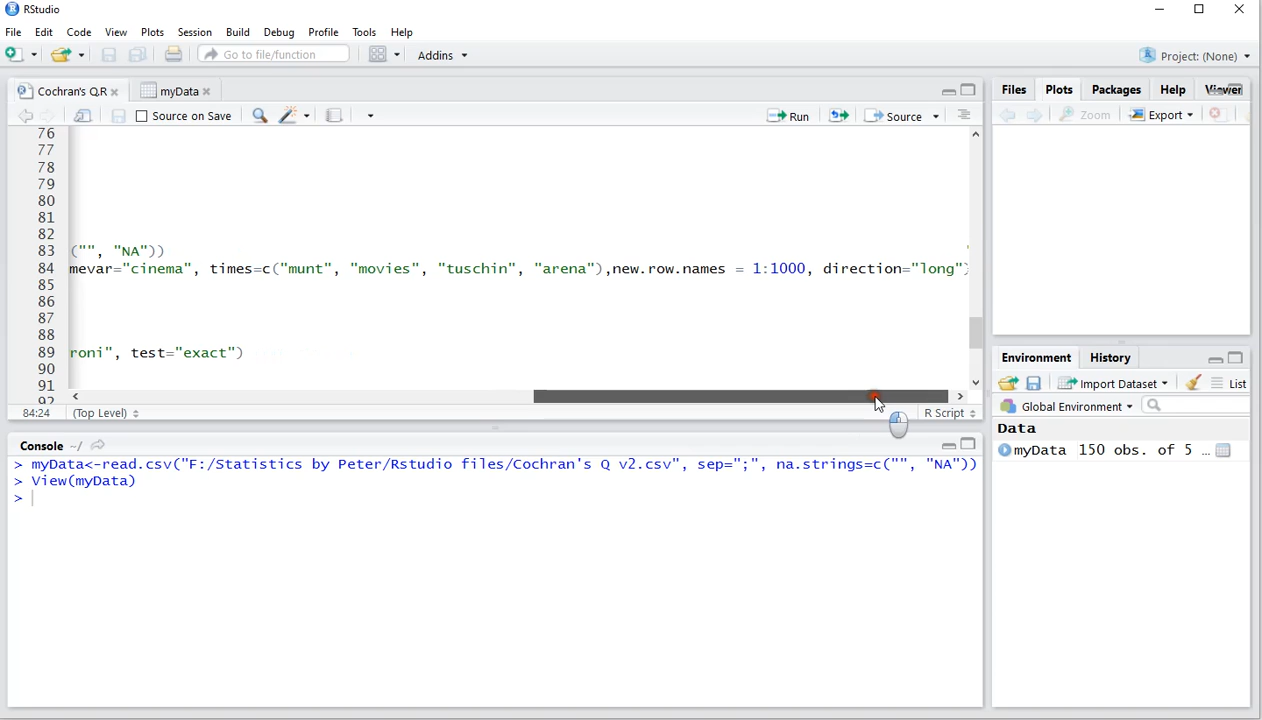 RStudio
File Edit Code View Plots Session Build Debug Profile Tools Help
Go to file/function Addins Project: (None)
Cochran's Q.R myData
Source on Save Run Source
76
77
78
79
80
81
82
83 ("", "NA"))
84 mevar="cinema", times=c("munt", "movies", "tuschin", "arena"),new.row.names = 1:1000, direction="long")
85
86
87
88
89 roni", test="exact")
90
91
92
84:24 (Top Level) R Script
Console ~/
> myData<-read.csv("F:/Statistics by Peter/Rstudio files/Cochran's Q v2.csv", sep=";", na.strings=c("", "NA"))
> View(myData)
>
Files Plots Packages Help Viewer
Zoom Export
Environment History
Import Dataset List
Global Environment
Data
myData 150 obs. of 5 ...